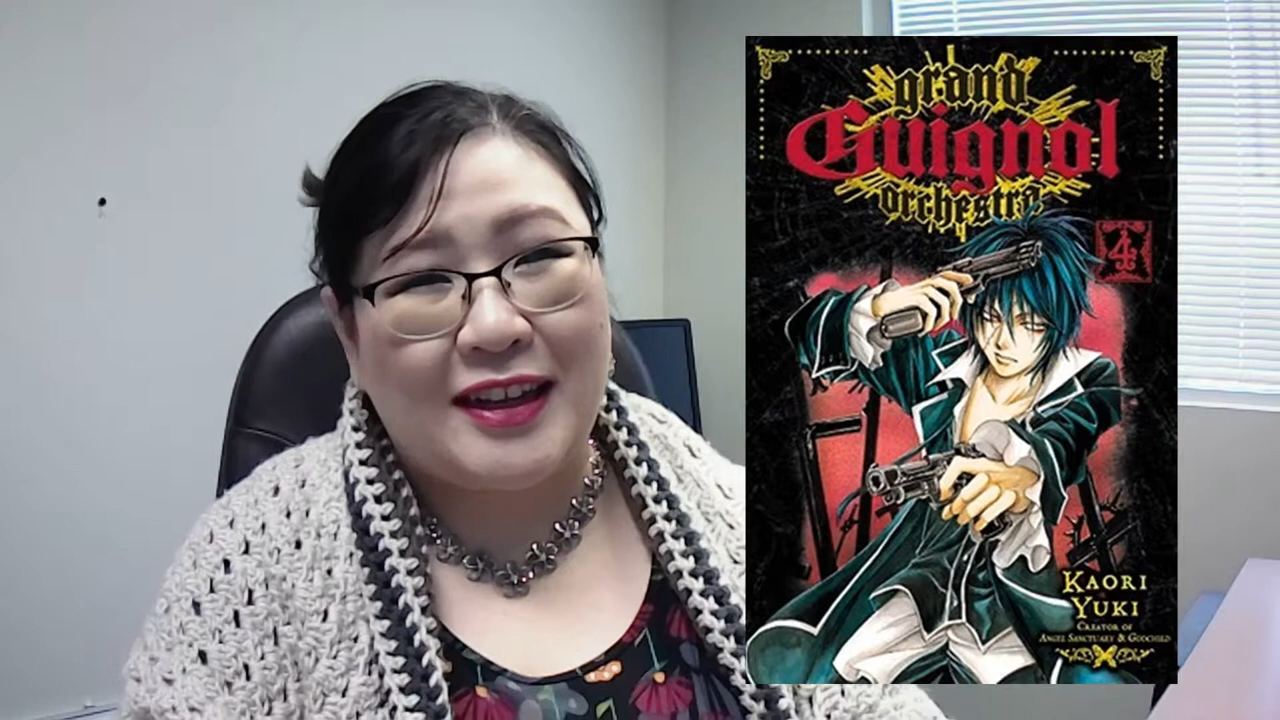 grand
Guignol
orchestra
4
KAORI
YUKI
CREATOR OF
ANGEL SANCTUARY & GODCHILD